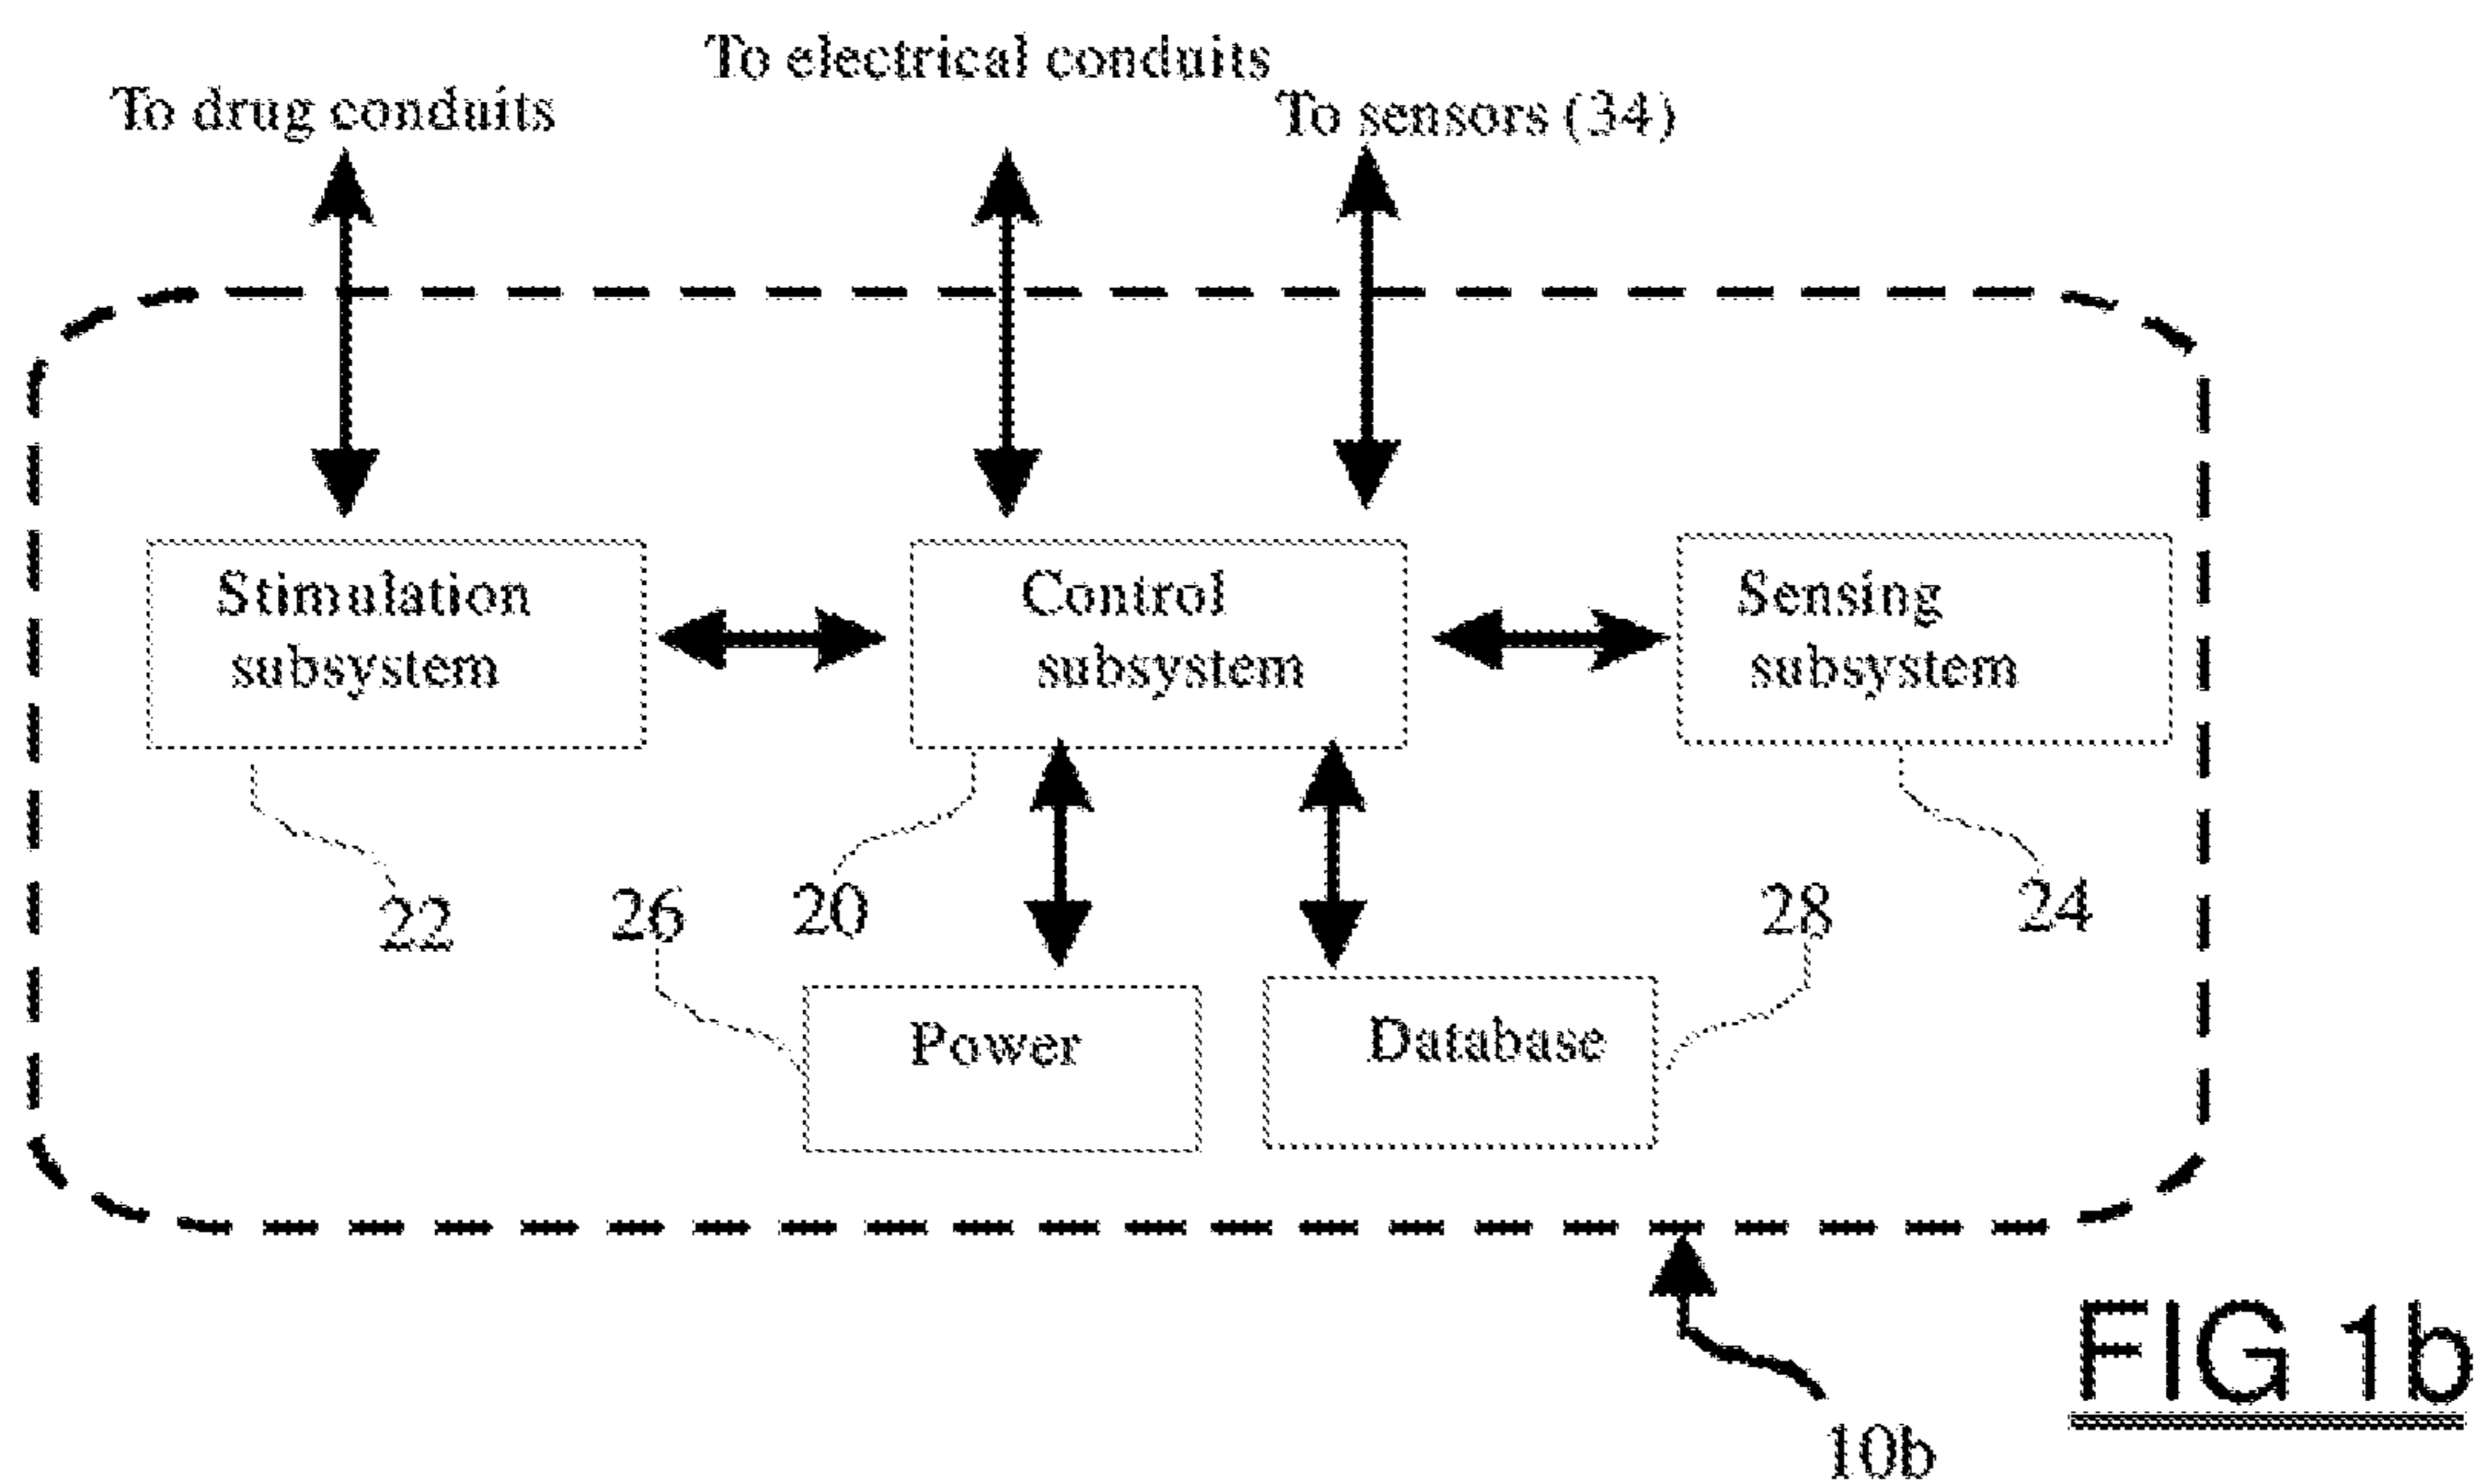 To electrical conduits
To drug conduits
To sensors (34)
Stimulation
subsystem
Control
subsystem
Sensing
subsystem
22
26
20
28
24
Power
Database
FIG 1b
10b